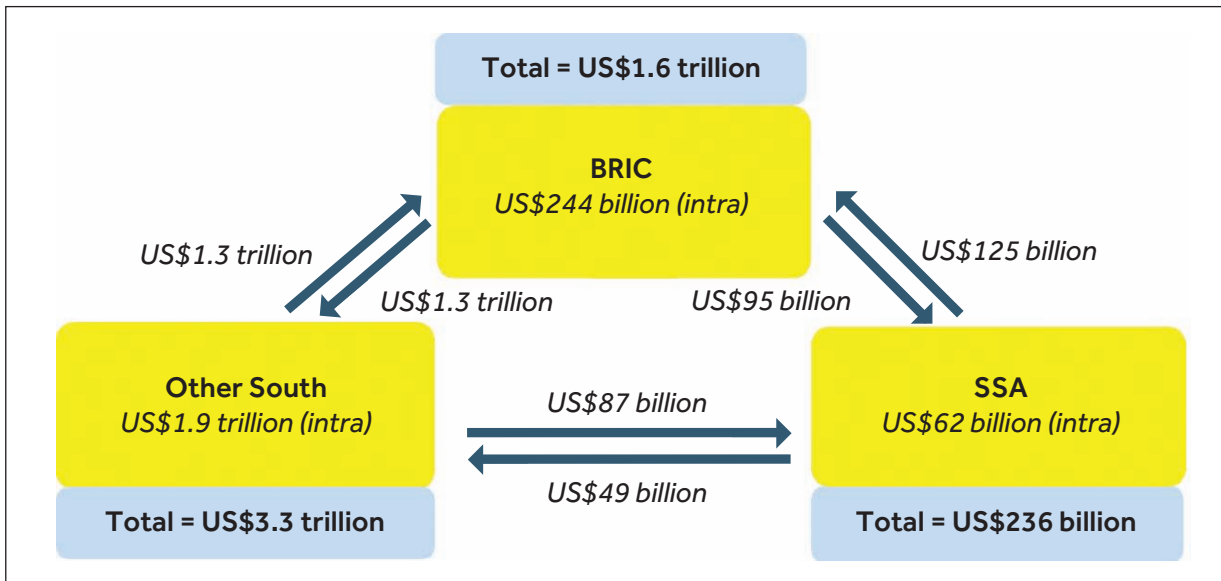 Total = US$1.6 trillion
BRIC
US$244 billion (intra)
US$1.3 trillion
US$125 billion
US$1.3 trillion
US$95 billion
Other South
US$1.9 trillion (intra)
US$87 billion
SSA
US$62 billion (intra)
US$49 billion
Total = US$3.3 trillion
Total = US$236 billion